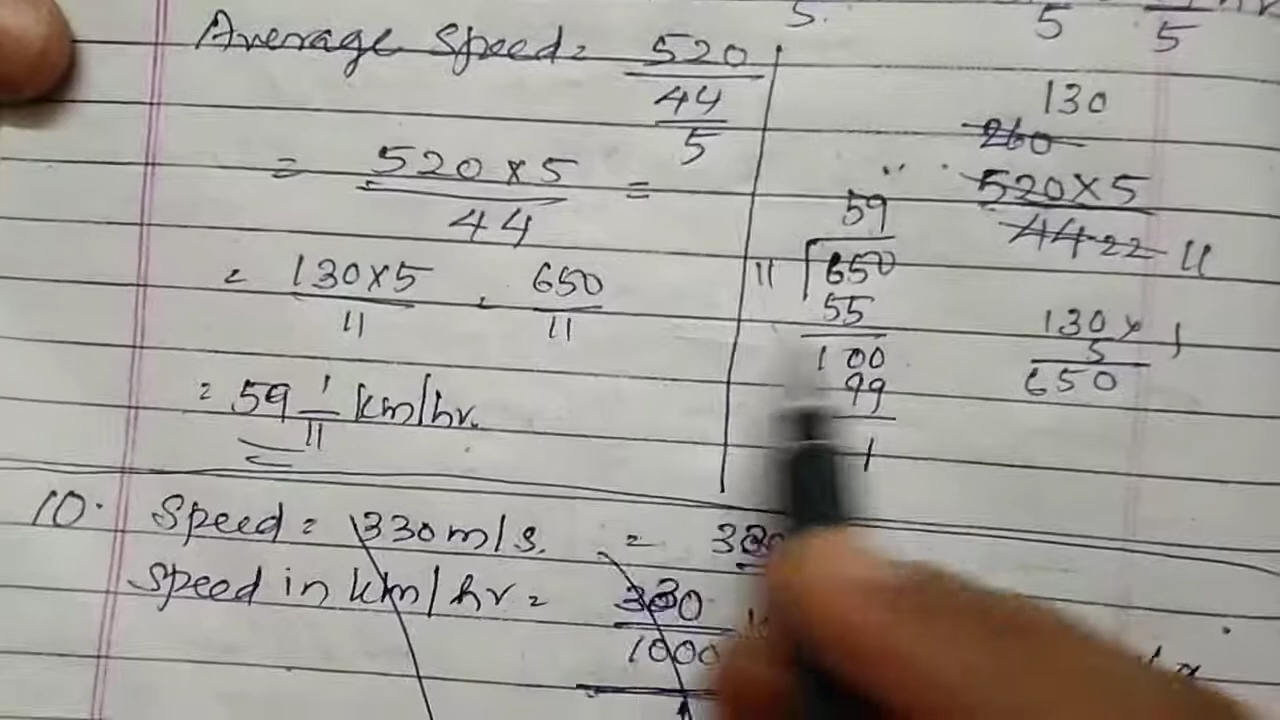 5. 5 5
Average Speed = 520
44
5
= 520 x 5 =
44
= 130 x 5 . 650
11 11
= 59 1 km/hr.
11
130
260
520 x 5
44 22 11
59
11 650
55
100
99
1
130 x
5
650
10. Speed = 330 m/s. =
Speed in km/hr = 330
1000